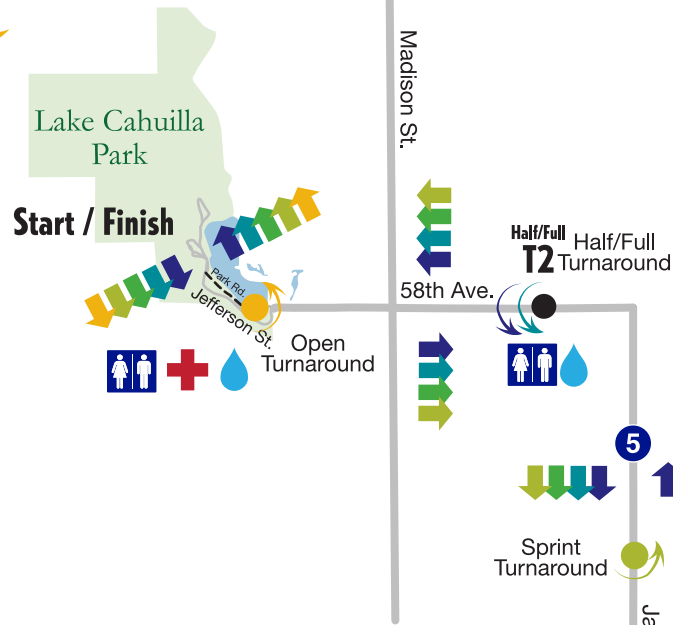 Lake Cahuilla
Park
Madison St.
Start / Finish
Half/Full
T2
Half/Full
Turnaround
Park Rd.
Jefferson St.
58th Ave.
Open
Turnaround
5
Sprint
Turnaround
Ja